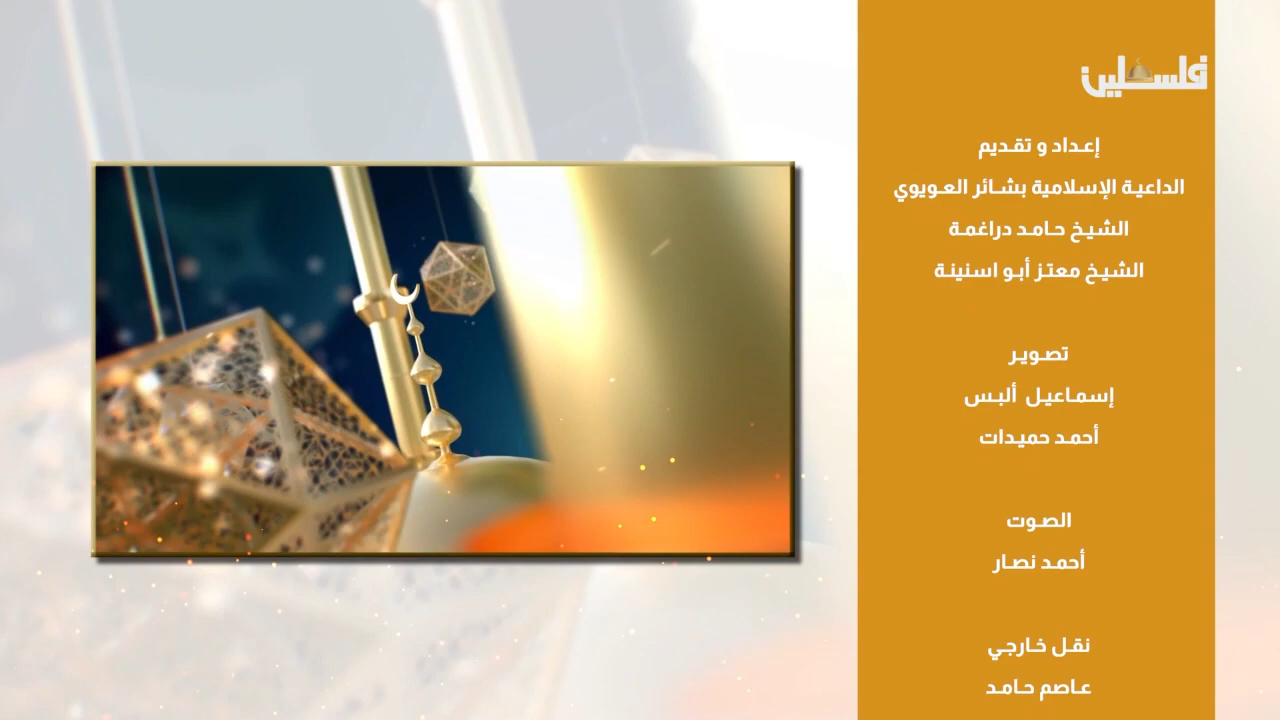 فلسطين
إعداد و تقديم
الداعية الإسلامية بشائر العويوي
الشيخ حامد دراغمة
الشيخ معتز أبو اسنينة
تصوير
إسماعيل ألبس
أحمد حميدات
الصوت
أحمد نصار
نقل خارجي
عاصم حامد